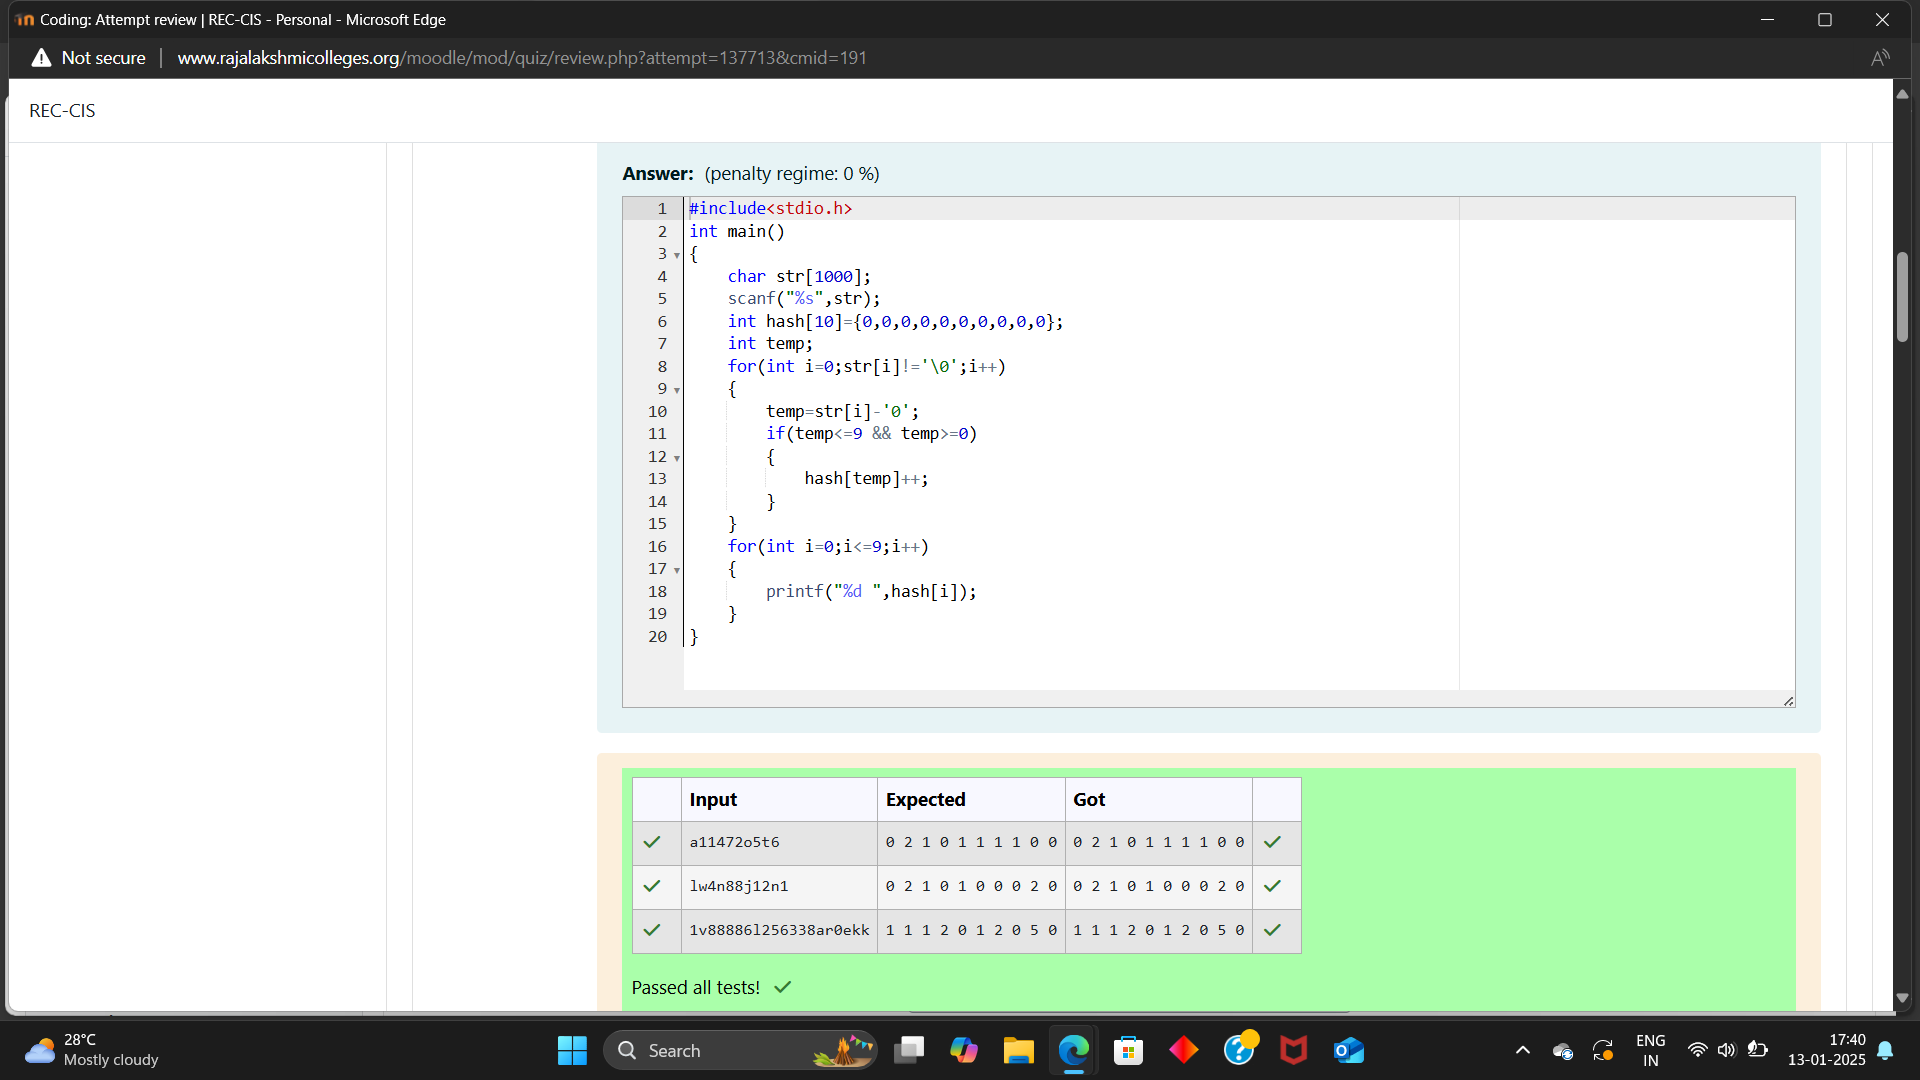 Coding: Attempt review | REC-CIS - Personal - Microsoft Edge
Not secure | www.rajalakshmicolleges.org/moodle/mod/quiz/review.php?attempt=137713&cmid=191
REC-CIS
Answer: (penalty regime: 0 %)
1 #include<stdio.h>
2 int main()
3 {
4 char str[1000];
5 scanf("%s",str);
6 int hash[10]={0,0,0,0,0,0,0,0,0,0};
7 int temp;
8 for(int i=0;str[i]!='\0';i++)
9 {
10 temp=str[i]-'0';
11 if(temp<=9 && temp>=0)
12 {
13 hash[temp]++;
14 }
15 }
16 for(int i=0;i<=9;i++)
17 {
18 printf("%d ",hash[i]);
19 }
20 }
Input Expected Got
a11472o5t6 0 2 1 0 1 1 1 1 0 0 0 2 1 0 1 1 1 1 0 0
lw4n88j12n1 0 2 1 0 1 0 0 0 2 0 0 2 1 0 1 0 0 0 2 0
1v88886l256338ar0ekk 1 1 1 2 0 1 2 0 5 0 1 1 1 2 0 1 2 0 5 0
Passed all tests!
28°C
Mostly cloudy
Search
ENG
IN
17:40
13-01-2025